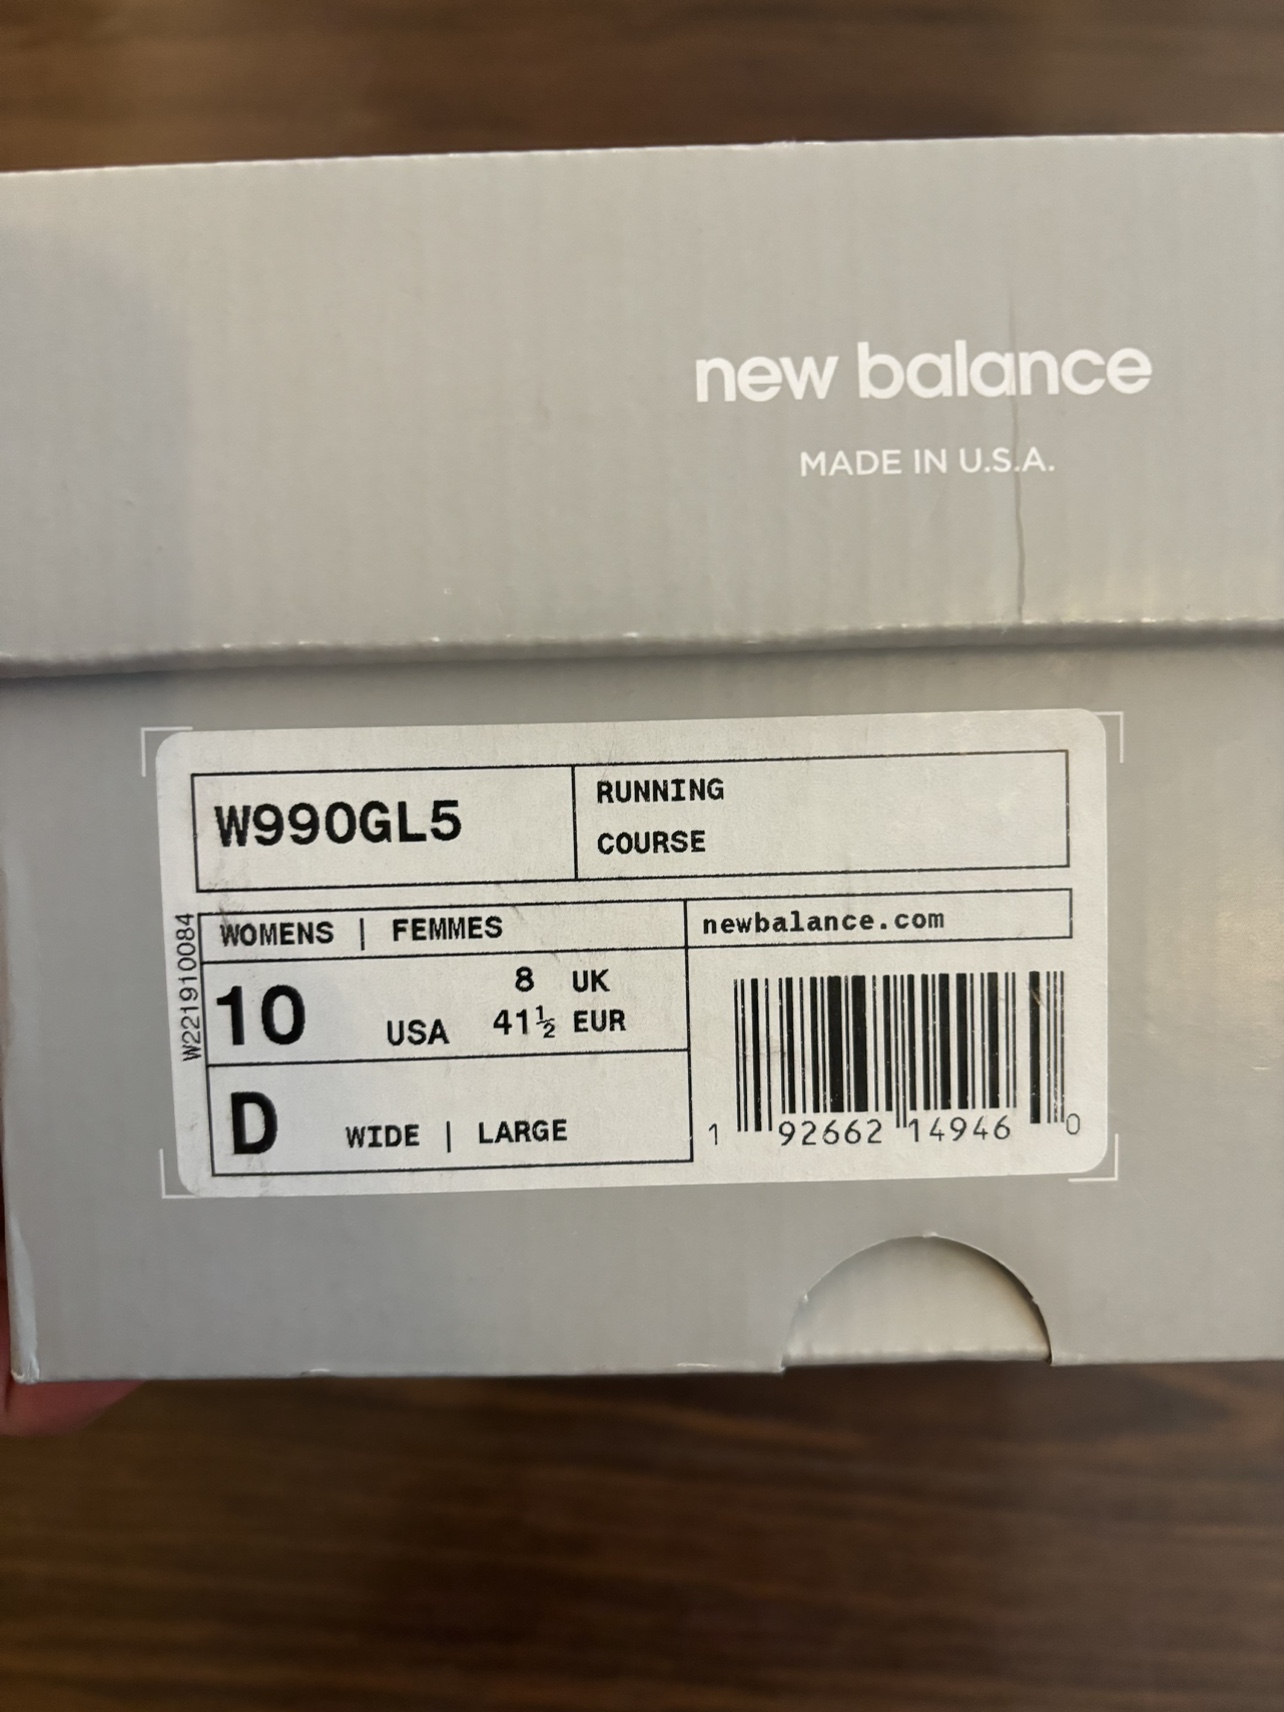 new balance
MADE IN U.S.A.
W990GL5
RUNNING
COURSE
W221910084
WOMENS | FEMMES
newbalance.com
10 USA
8 UK
41½ EUR
D WIDE | LARGE
1 92662 14946 0